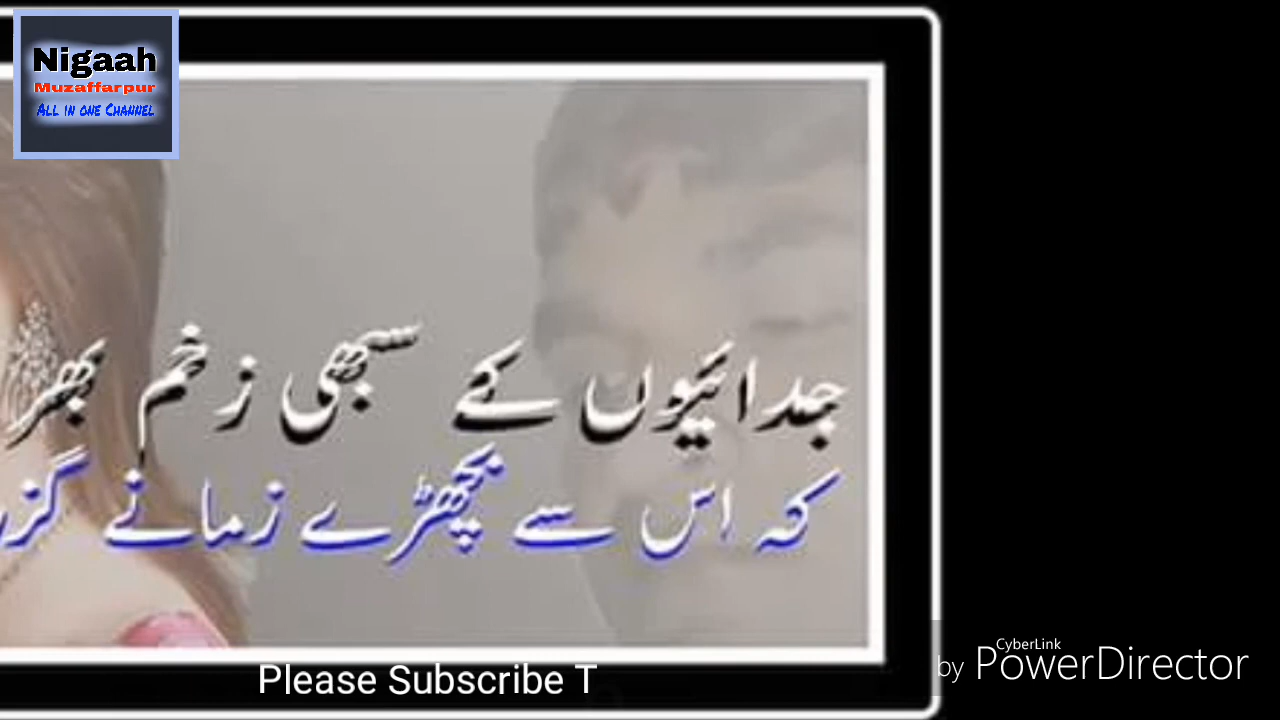 Nigaah
Muzaffarpur
All in one Channel
جدائیوں کے سبھی زخم بھر
کہ اس سے بچھڑے زمانے گزر
Please Subscribe T
by CyberLink PowerDirector